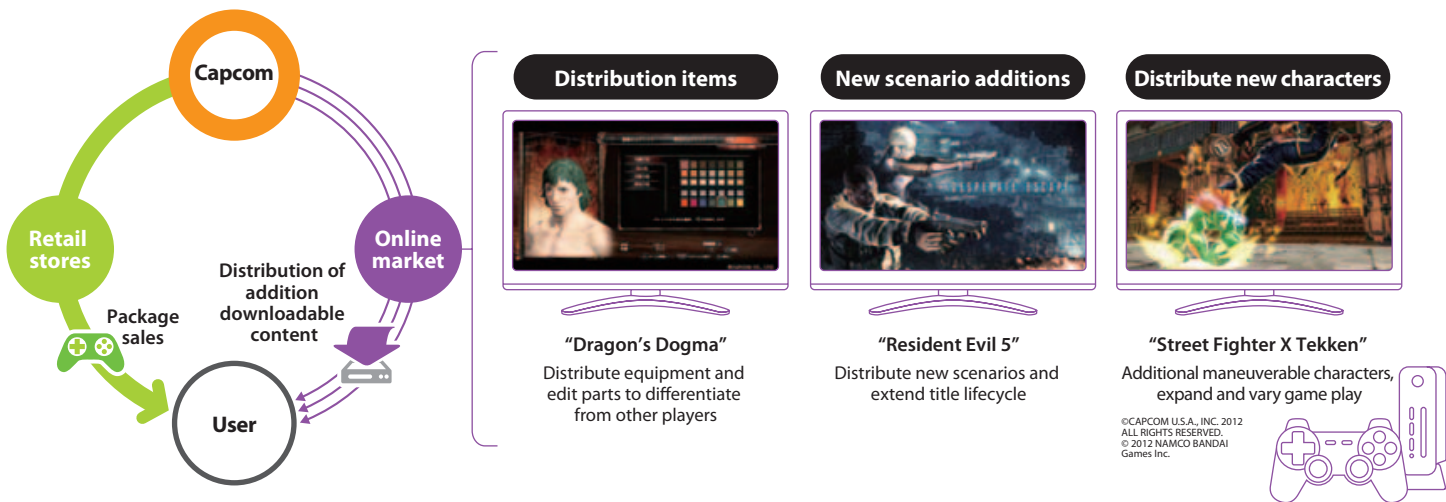 Capcom
Retail
stores
Online
market
Package
sales
Distribution of
addition
downloadable
content
User
Distribution items
"Dragon's Dogma"
Distribute equipment and
edit parts to differentiate
from other players
New scenario additions
DESPERATE ESCAPE
"Resident Evil 5"
Distribute new scenarios and
extend title lifecycle
Distribute new characters
"Street Fighter X Tekken"
Additional maneuverable characters,
expand and vary game play
©CAPCOM U.S.A., INC. 2012
ALL RIGHTS RESERVED.
© 2012 NAMCO BANDAI
Games Inc.